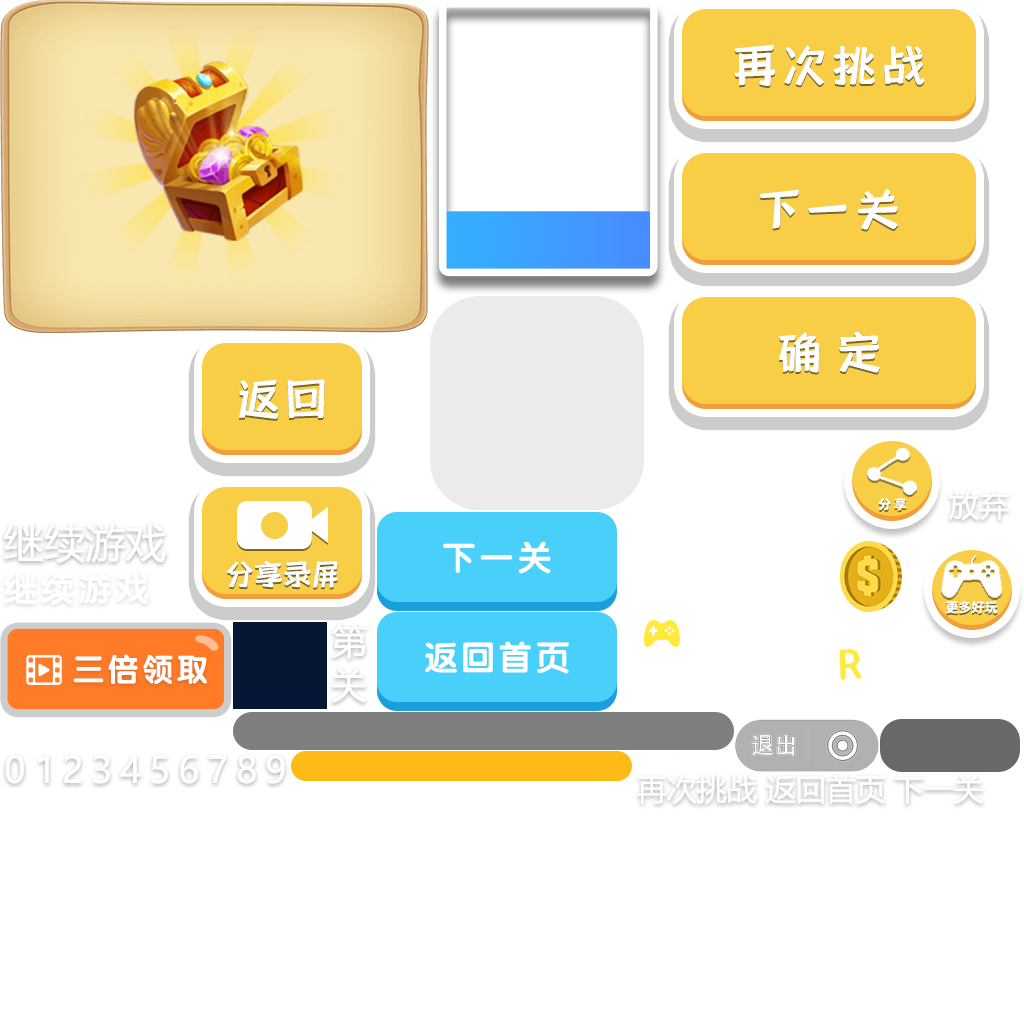 再次挑战
下一关
确定
返回
分享
放弃
继续游戏
分享录屏
下一关
继续游戏
更多好玩
三倍领取
第
关
返回首页
R
退出
0123456789
再次挑战 返回首页 下一关